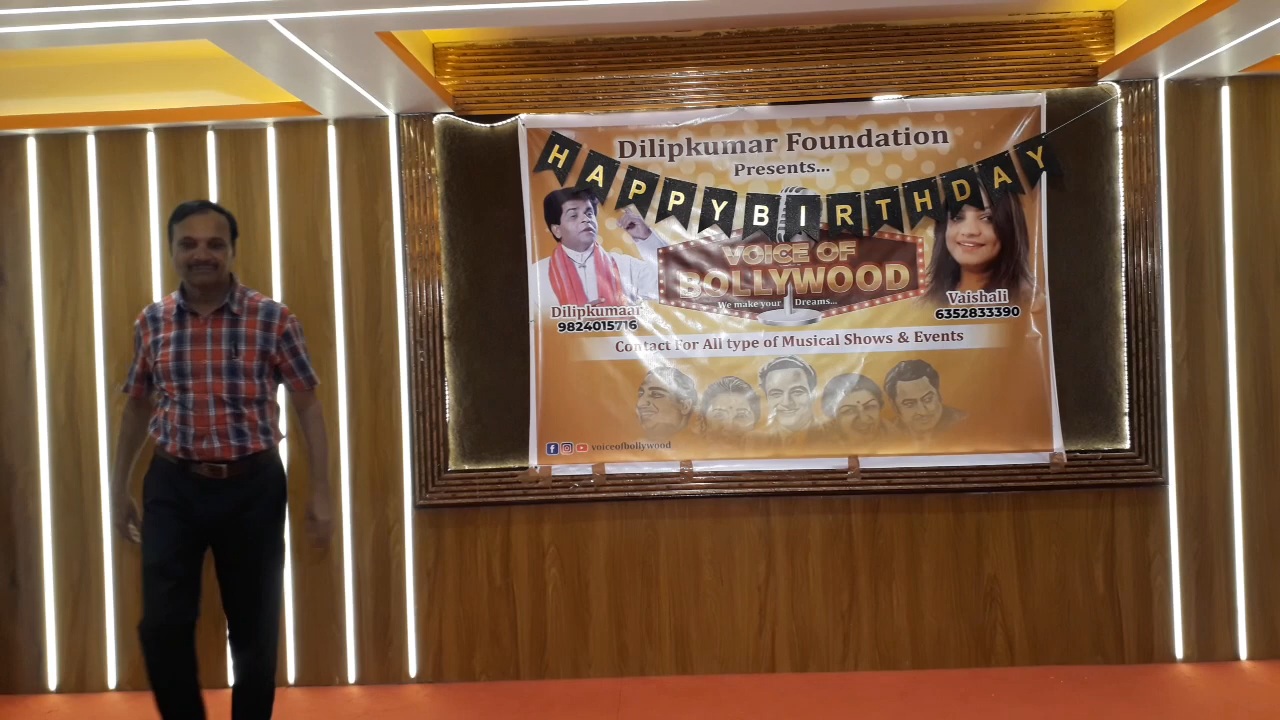 Dilipkumar Foundation
Presents...
HAPPY BIRTHDAY
VOICE OF
BOLLYWOOD
We make your Dreams...
Dilipkumaar
9824015716
Vaishali
6352833390
Contact For All type of Musical Shows & Events
voiceofbollywood